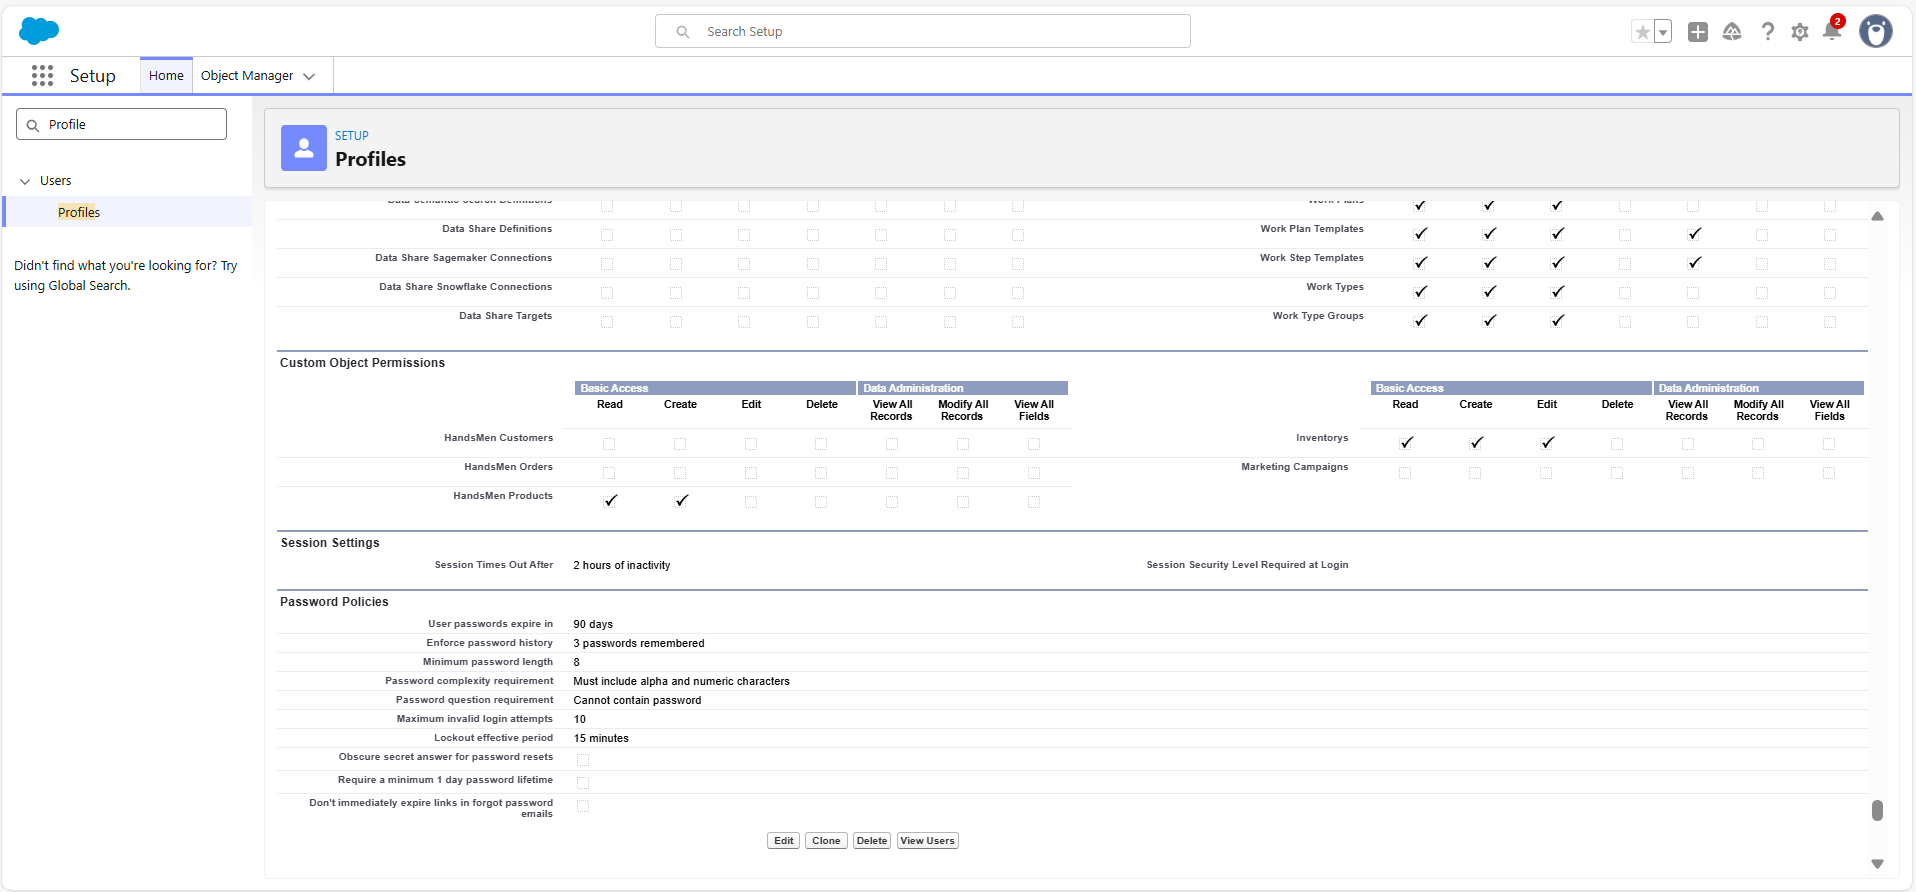 Search Setup
2
Setup
Home
Object Manager
Profile
Users
Profiles
Didn't find what you're looking for? Try
using Global Search.
SETUP
Profiles
Data Semantic Search Definitions
Work Plans
Data Share Definitions
Work Plan Templates
Data Share Sagemaker Connections
Work Step Templates
Data Share Snowflake Connections
Work Types
Data Share Targets
Work Type Groups
Custom Object Permissions
Basic Access Data Administration
Basic Access Data Administration
Read Create Edit Delete View All Records Modify All Records View All Fields
Read Create Edit Delete View All Records Modify All Records View All Fields
HandsMen Customers
Inventorys
HandsMen Orders
Marketing Campaigns
HandsMen Products
Session Settings
Session Times Out After 2 hours of inactivity
Session Security Level Required at Login
Password Policies
User passwords expire in 90 days
Enforce password history 3 passwords remembered
Minimum password length 8
Password complexity requirement Must include alpha and numeric characters
Password question requirement Cannot contain password
Maximum invalid login attempts 10
Lockout effective period 15 minutes
Obscure secret answer for password resets
Require a minimum 1 day password lifetime
Don't immediately expire links in forgot password
emails
Edit Clone Delete View Users